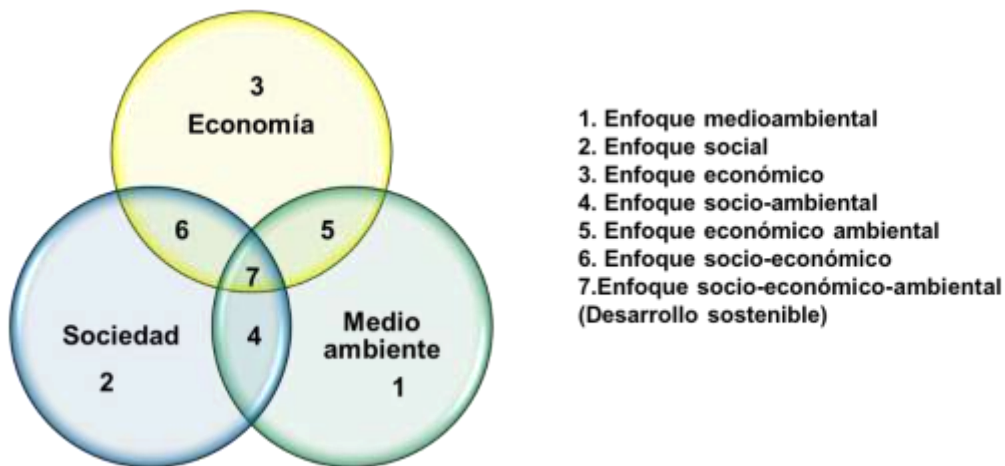 3
Economía
6
5
7
Sociedad
2
4
Medio
ambiente
1
1. Enfoque medioambiental
2. Enfoque social
3. Enfoque económico
4. Enfoque socio-ambiental
5. Enfoque económico ambiental
6. Enfoque socio-económico
7.Enfoque socio-económico-ambiental
(Desarrollo sostenible)